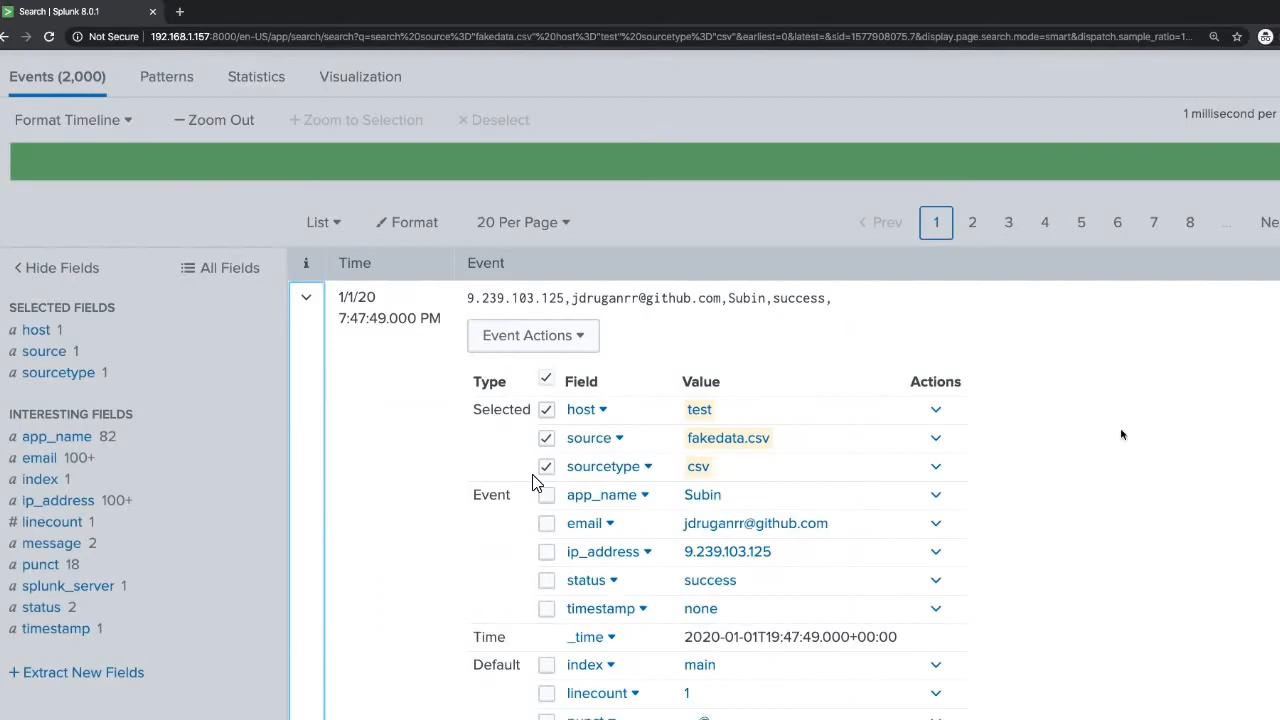 Search | Splunk 8.0.1
Not Secure 192.168.1.157:8000/en-US/app/search/search?q=search%20source%3D"fakedata.csv"%20host%3D"test"%20sourcetype%3D"csv"&earliest=0&latest=&sid=1577908075.7&display.page.search.mode=smart&dispatch.sample_ratio=1...
Events (2,000) Patterns Statistics Visualization
Format Timeline — Zoom Out + Zoom to Selection × Deselect 1 millisecond per
List Format 20 Per Page < Prev 1 2 3 4 5 6 7 8 ... Ne
< Hide Fields All Fields i Time Event
SELECTED FIELDS
a host 1
a source 1
a sourcetype 1
INTERESTING FIELDS
a app_name 82
a email 100+
a index 1
a ip_address 100+
# linecount 1
a message 2
a punct 18
a splunk_server 1
a status 2
a timestamp 1
+ Extract New Fields
1/1/20
7:47:49.000 PM
9.239.103.125,jdruganrr@github.com,Subin,success,
Event Actions
Type Field Value Actions
Selected host test
source fakedata.csv
sourcetype csv
Event app_name Subin
email jdruganrr@github.com
ip_address 9.239.103.125
status success
timestamp none
Time _time 2020-01-01T19:47:49.000+00:00
Default index main
linecount 1